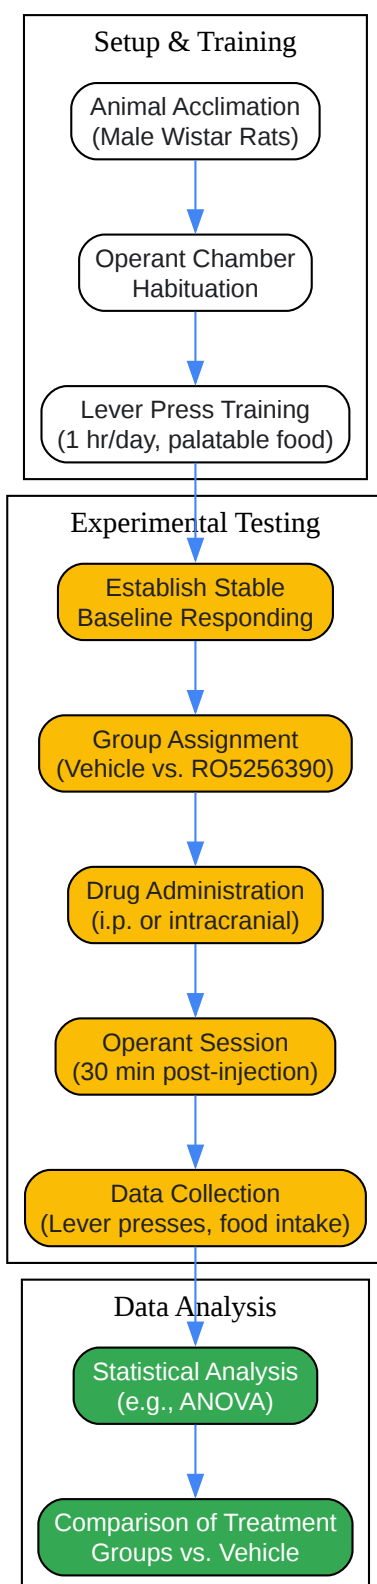 Setup & Training
Animal Acclimation
(Male Wistar Rats)
Operant Chamber
Habituation
Lever Press Training
(1 hr/day, palatable food)
Experimental Testing
Establish Stable
Baseline Responding
Group Assignment
(Vehicle vs. RO5256390)
Drug Administration
(i.p. or intracranial)
Operant Session
(30 min post-injection)
Data Collection
(Lever presses, food intake)
Data Analysis
Statistical Analysis
(e.g., ANOVA)
Comparison of Treatment
Groups vs. Vehicle